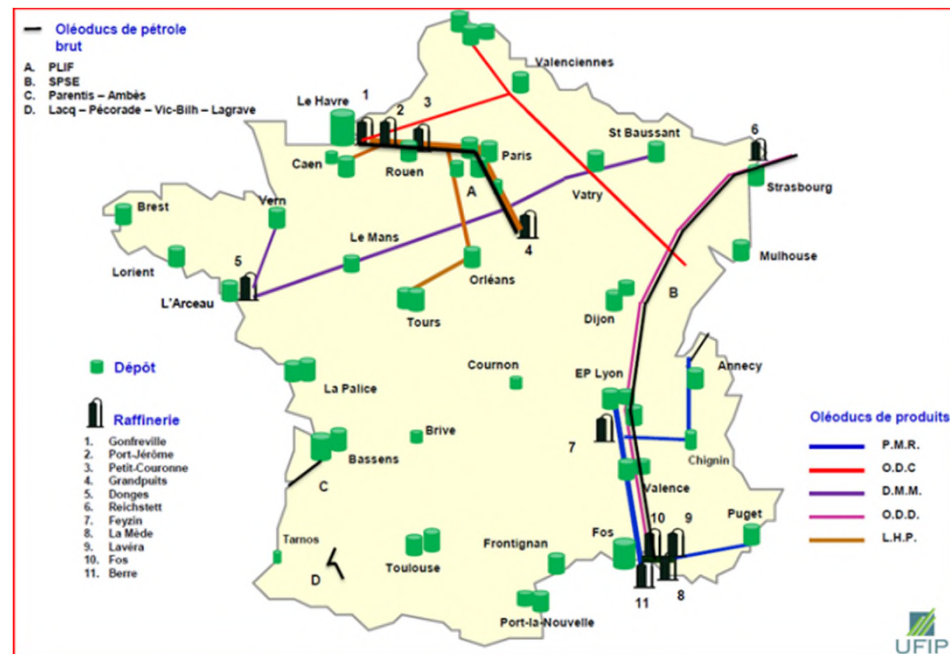 Oléoducs de pétrole
brut
A. PLIF
B. SPSE
C. Parentis – Ambès
D. Lacq – Pécorade – Vic-Bilh – Lagrave
Valenciennes
Le Havre
1
2
3
Caen
Rouen
Paris
A
St Baussant
Vatry
6
Strasbourg
Brest
Vern
Le Mans
4
Lorient
5
L'Arceau
Orléans
Tours
Mulhouse
B
Dijon
Dépôt
La Palice
Cournon
EP Lyon
Annecy
Raffinerie
1. Gonfreville
2. Port-Jérôme
3. Petit-Couronne
4. Grandpuits
5. Donges
6. Reichstett
7. Feyzin
8. La Mède
9. Lavéra
10. Fos
11. Berre
Brive
Bassens
C
7
Chignin
Valence
Oléoducs de produits
P.M.R.
O.D.C
D.M.M.
O.D.D.
L.H.P.
Tarnos
D
Toulouse
Frontignan
Fos
10
9
Puget
11
8
Port-la-Nouvelle
UFIP